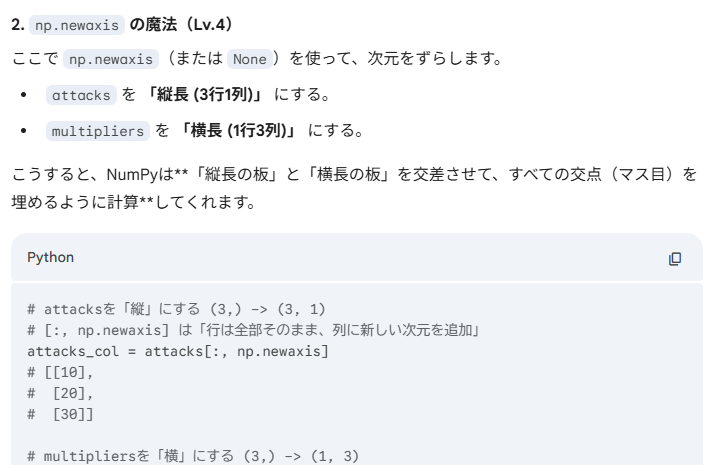 2. np.newaxis の魔法（Lv.4）
ここで np.newaxis（または None）を使って、次元をずらします。
• attacks を 「縦長 (3行1列)」 にする。
• multipliers を 「横長 (1行3列)」 にする。
こうすると、NumPyは**「縦長の板」と「横長の板」を交差させて、すべての交点（マス目）を
埋めるように計算**してくれます。
Python
# attacksを「縦」にする (3,) -> (3, 1)
# [:, np.newaxis] は「行は全部そのまま、列に新しい次元を追加」
attacks_col = attacks[:, np.newaxis]
# [[10],
#  [20],
#  [30]]
# multipliersを「横」にする (3,) -> (1, 3)